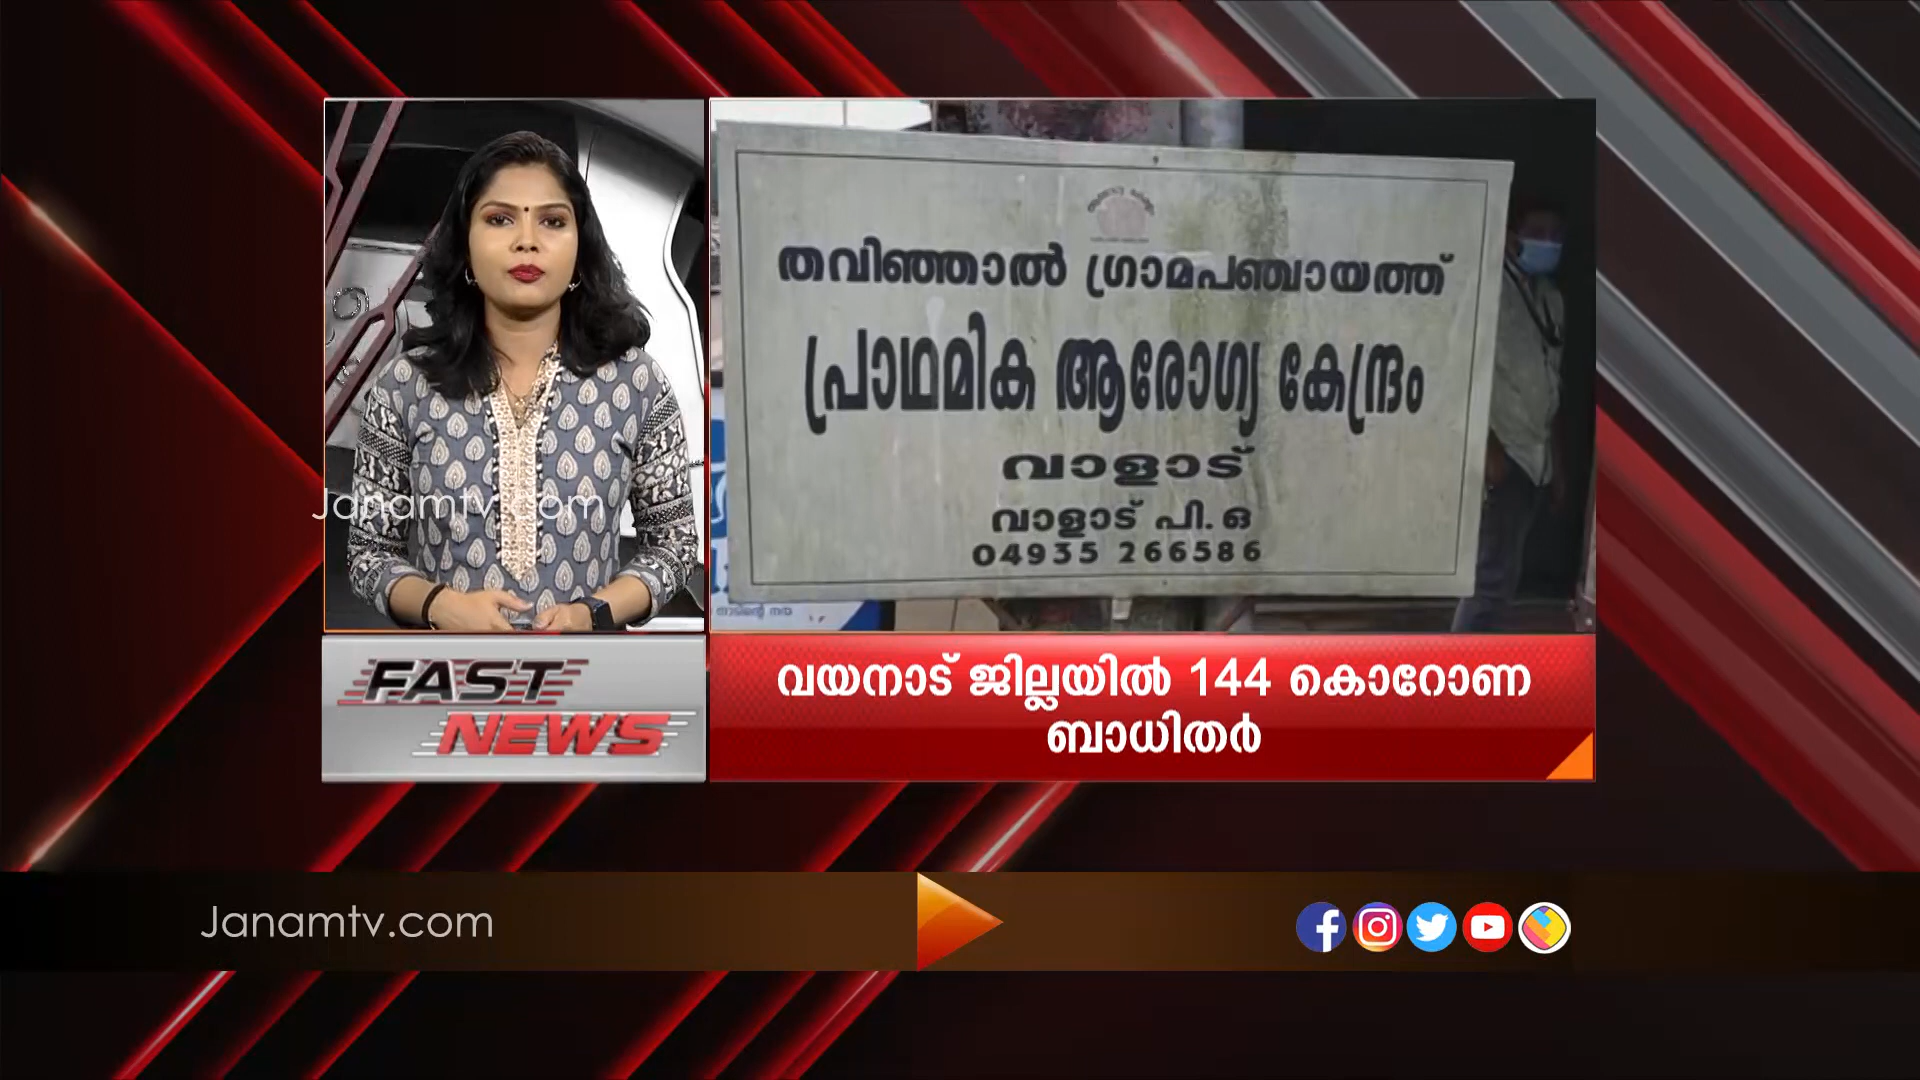 തവിഞ്ഞാൽ ഗ്രാമപഞ്ചായത്ത്
പ്രാഥമിക ആരോഗ്യ കേന്ദ്രം
വാളാട്
വാളാട് പി.ഒ
04935 266586
Janamtv.com
FAST
NEWS
വയനാട് ജില്ലയിൽ 144 കൊറോണ
ബാധിതർ
Janamtv.com